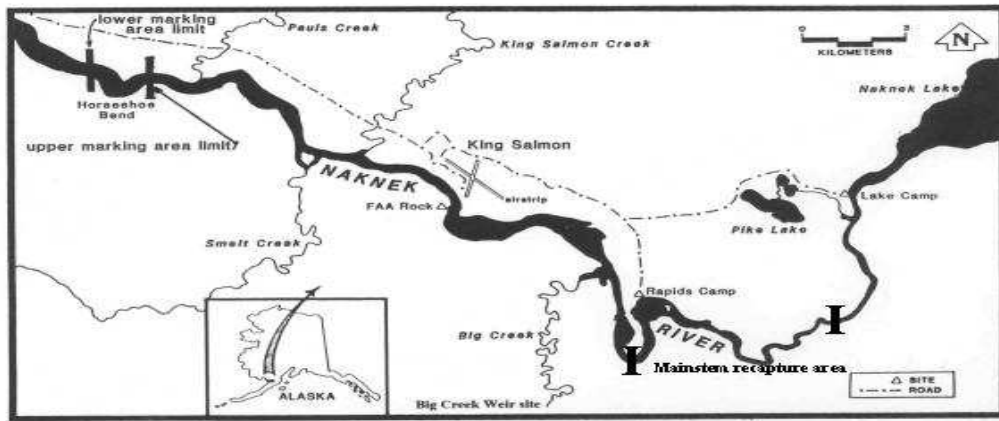 lower marking
area limit
Pauls Creek
King Salmon Creek
0 3
KILOMETERS
N
Naknek Lake
Horseshoe
Bend
upper marking area limit
King Salmon
NAKNEK
airstrip
FAA Rock
Lake Camp
Pike Lake
Smelt Creek
Rapids Camp
Big Creek
RIVER
Mainstem recapture area
ALASKA
Big Creek Weir site
SITE
ROAD